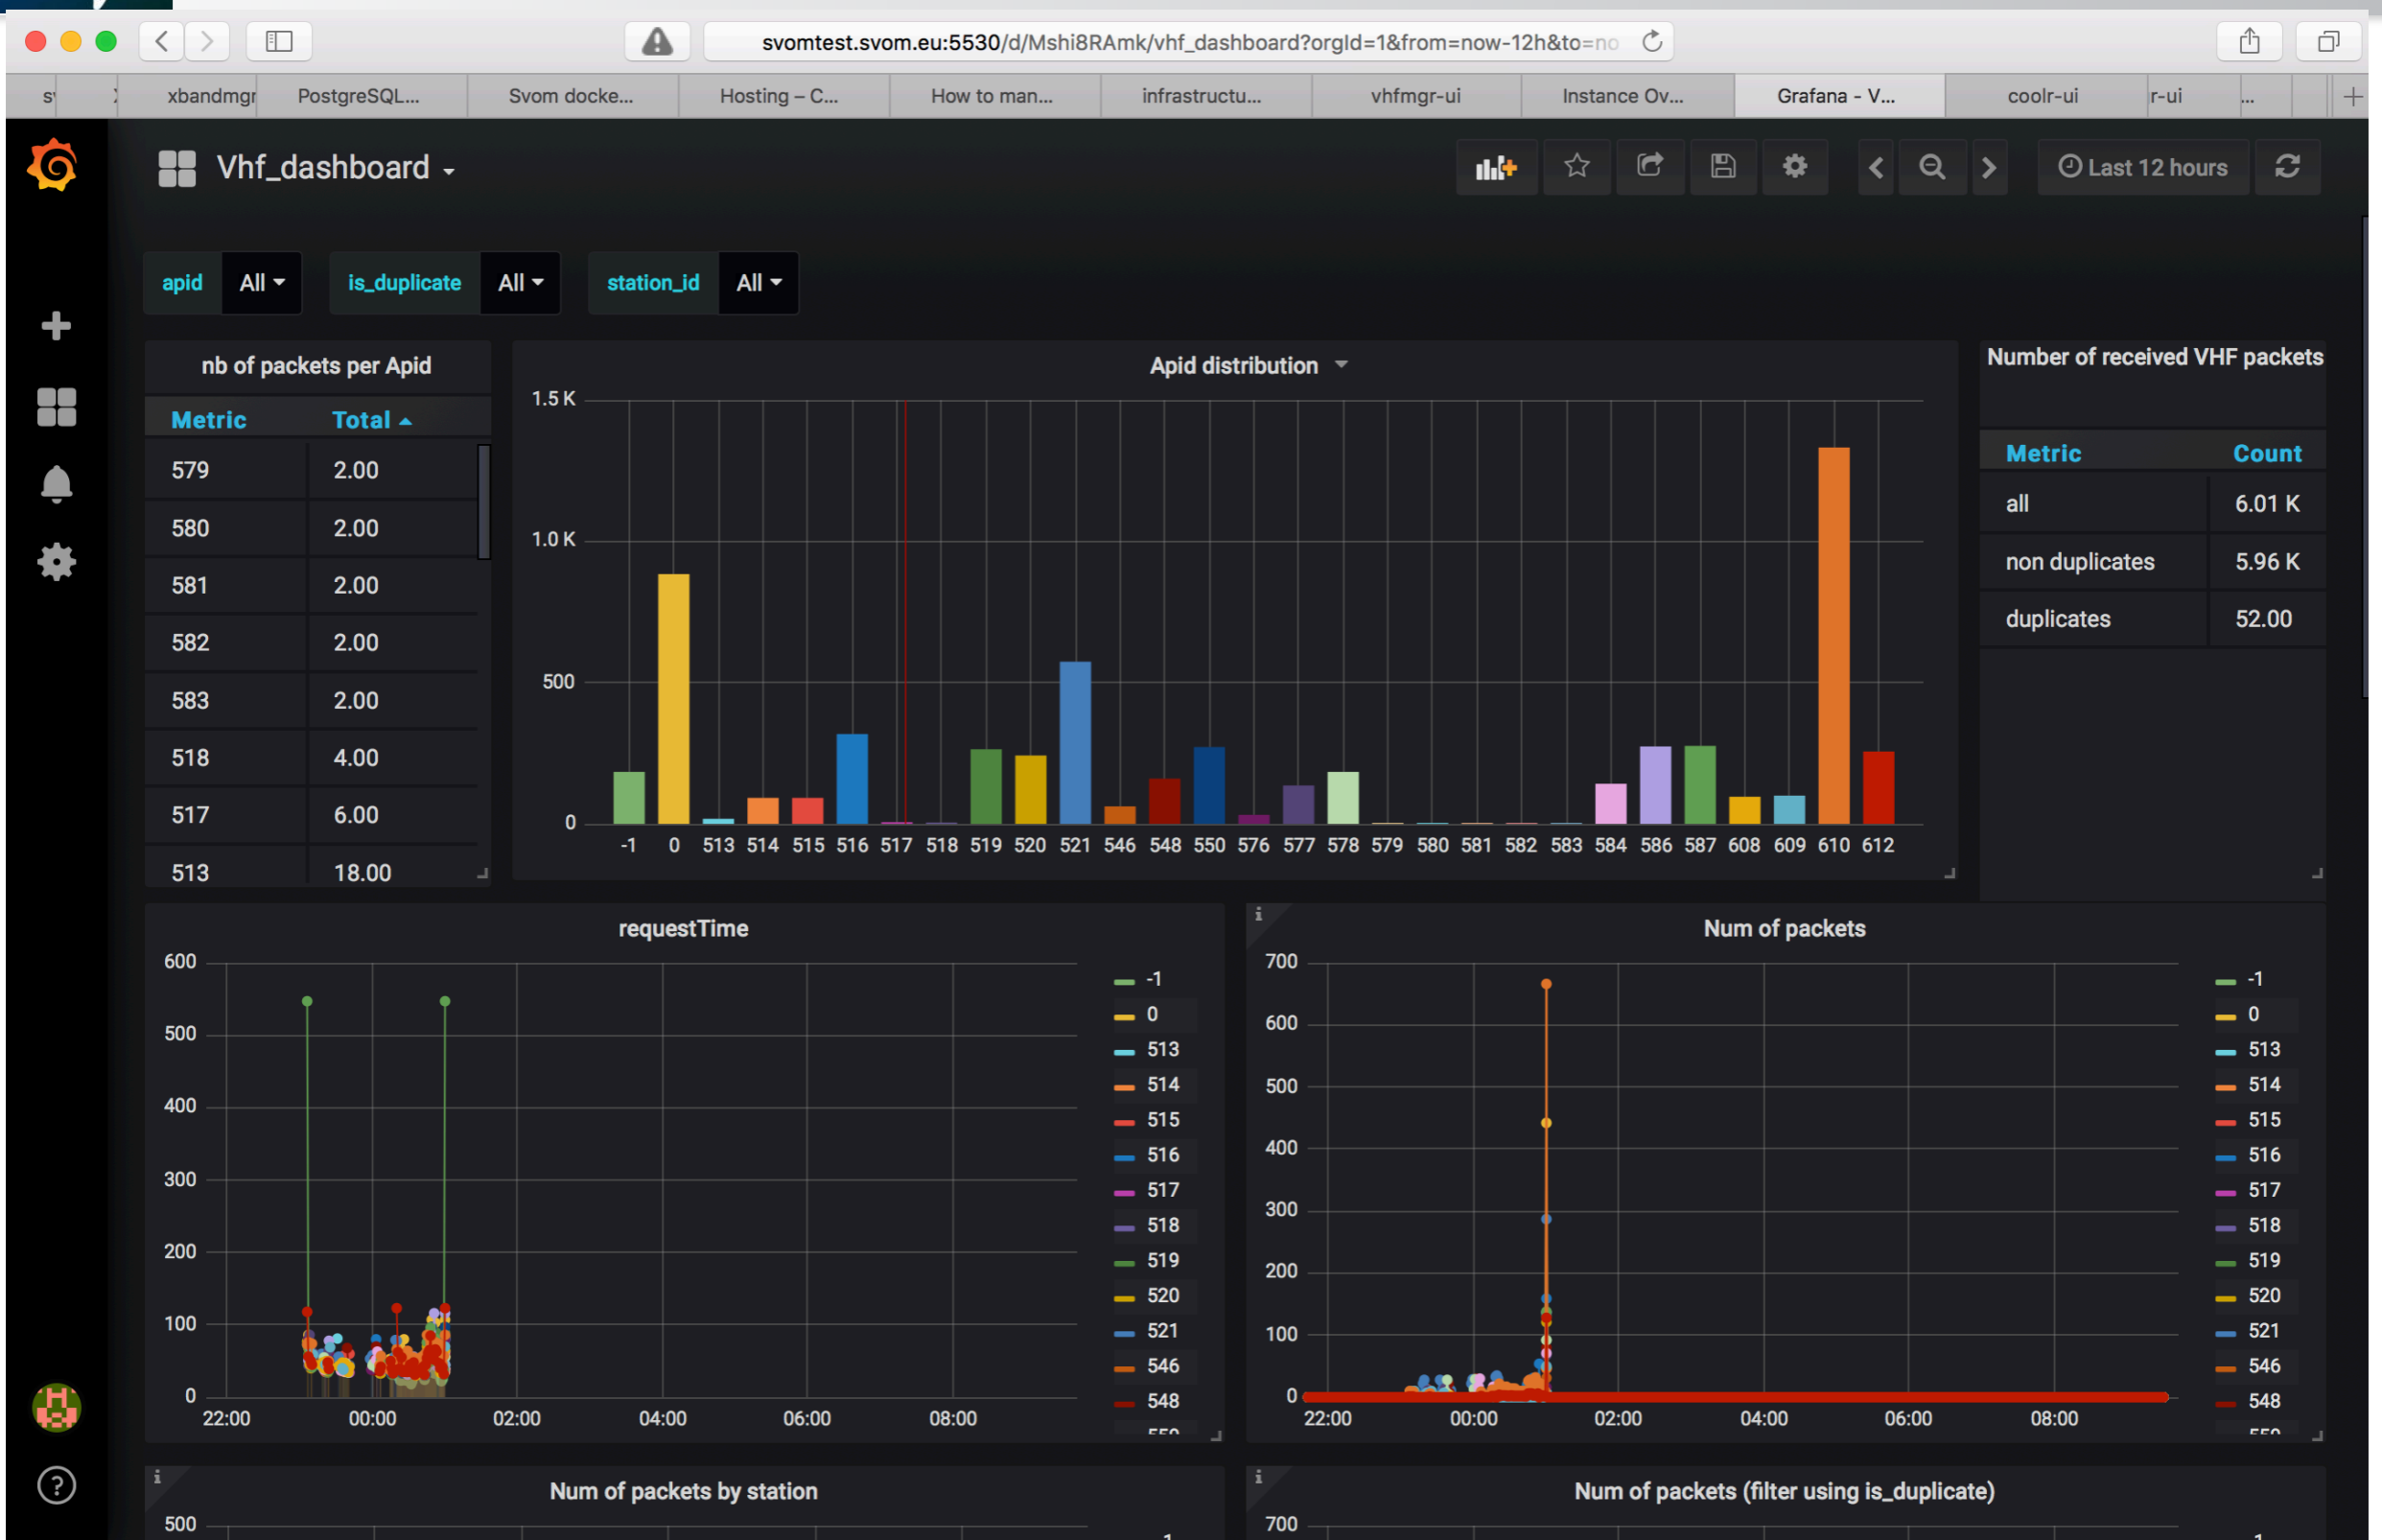 svomtest.svom.eu:5530/d/Mshi8RAmk/vhf_dashboard?orgId=1&from=now-12h&to=no
xbandmgr PostgreSQL... Svom docke... Hosting – C... How to man... infrastructu... vhfmgr-ui Instance Ov... Grafana - V... coolr-ui r-ui ...
Vhf_dashboard
Last 12 hours
apid All is_duplicate All station_id All
nb of packets per Apid
Metric Total
579 2.00
580 2.00
581 2.00
582 2.00
583 2.00
518 4.00
517 6.00
513 18.00
Apid distribution
1.5 K
1.0 K
500
0
-1 0 513 514 515 516 517 518 519 520 521 546 548 550 576 577 578 579 580 581 582 583 584 586 587 608 609 610 612
Number of received VHF packets
Metric Count
all 6.01 K
non duplicates 5.96 K
duplicates 52.00
requestTime
600
500
400
300
200
100
0
22:00 00:00 02:00 04:00 06:00 08:00
-1
0
513
514
515
516
517
518
519
520
521
546
548
Num of packets
700
600
500
400
300
200
100
0
22:00 00:00 02:00 04:00 06:00 08:00
-1
0
513
514
515
516
517
518
519
520
521
546
548
Num of packets by station
500
Num of packets (filter using is_duplicate)
700